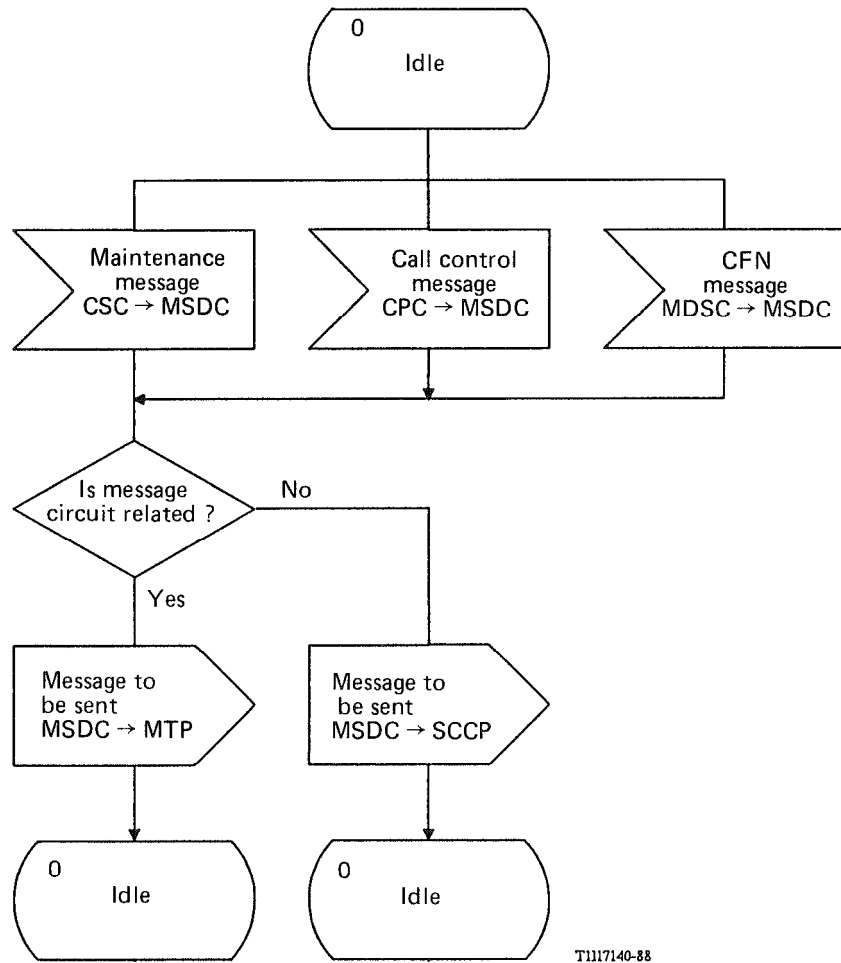 0
Idle
Maintenance
message
CSC → MSDC
Call control
message
CPC → MSDC
CFN
message
MDSC → MSDC
Is message
circuit related ?
No
Yes
Message to
be sent
MSDC → MTP
Message to
be sent
MSDC → SCCP
0
Idle
0
Idle
T1117140-88